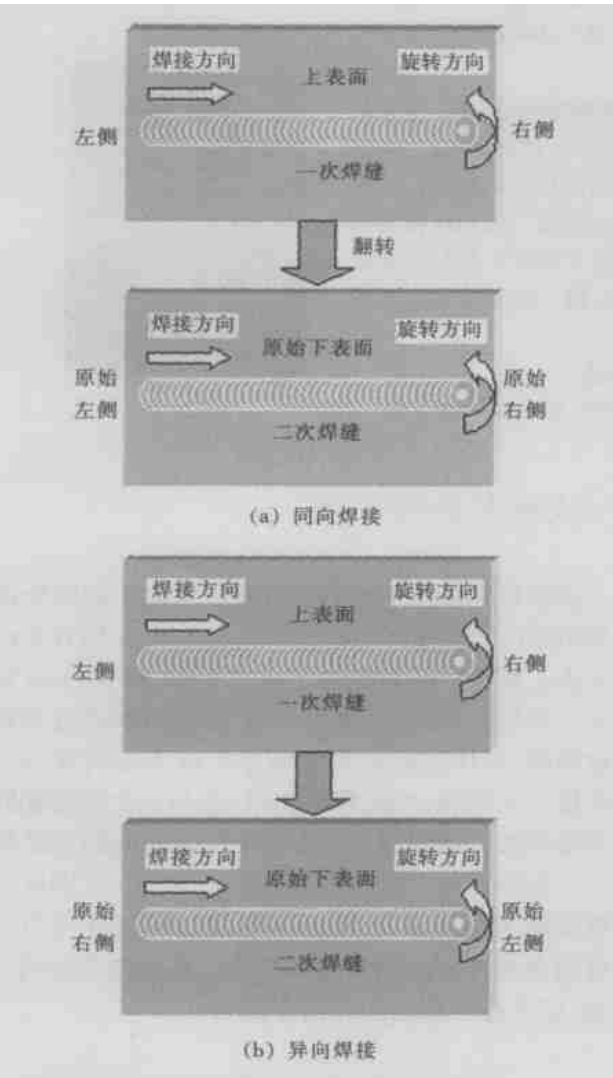 焊接方向
上表面
旋转方向
左侧
右侧
一次焊缝
翻转
焊接方向
原始下表面
旋转方向
原始
左侧
原始
右侧
二次焊缝
(a) 同向焊接
焊接方向
上表面
旋转方向
左侧
右侧
一次焊缝
焊接方向
原始下表面
旋转方向
原始
右侧
原始
左侧
二次焊缝
(b) 异向焊接